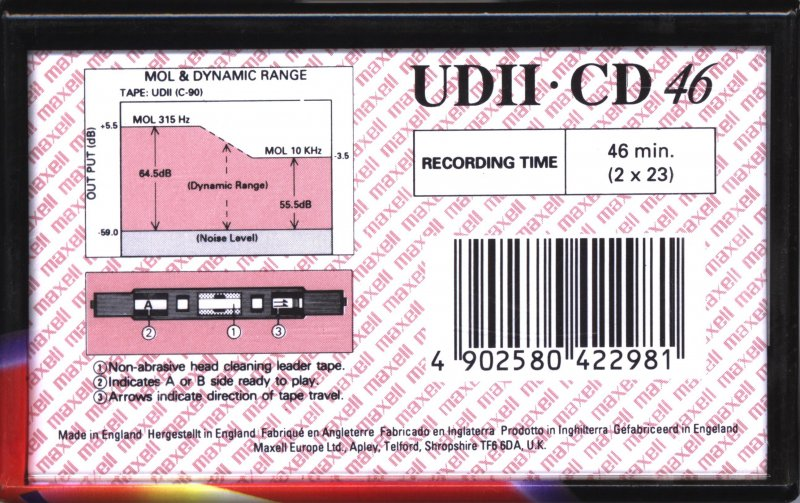 MOL & DYNAMIC RANGE
TAPE: UDII (C-90)
OUT PUT (dB)
+5.5
MOL 315 Hz
MOL 10 KHz
-3.5
64.5dB
(Dynamic Range)
55.5dB
-59.0
(Noise Level)
UDII·CD 46
RECORDING TIME
46 min.
(2 x 23)
A
② ① ③
①Non-abrasive head cleaning leader tape.
②Indicates A or B side ready to play.
③Arrows indicate direction of tape travel.
4 902580 422981
Made in England Hergestellt in England Fabriqué en Angleterre Fabricado en Inglaterra Prodotto in Inghilterra Gefabriceerd in Engeland
Maxell Europe Ltd., Apley, Telford, Shropshire TF6 6DA, U.K.
maxell